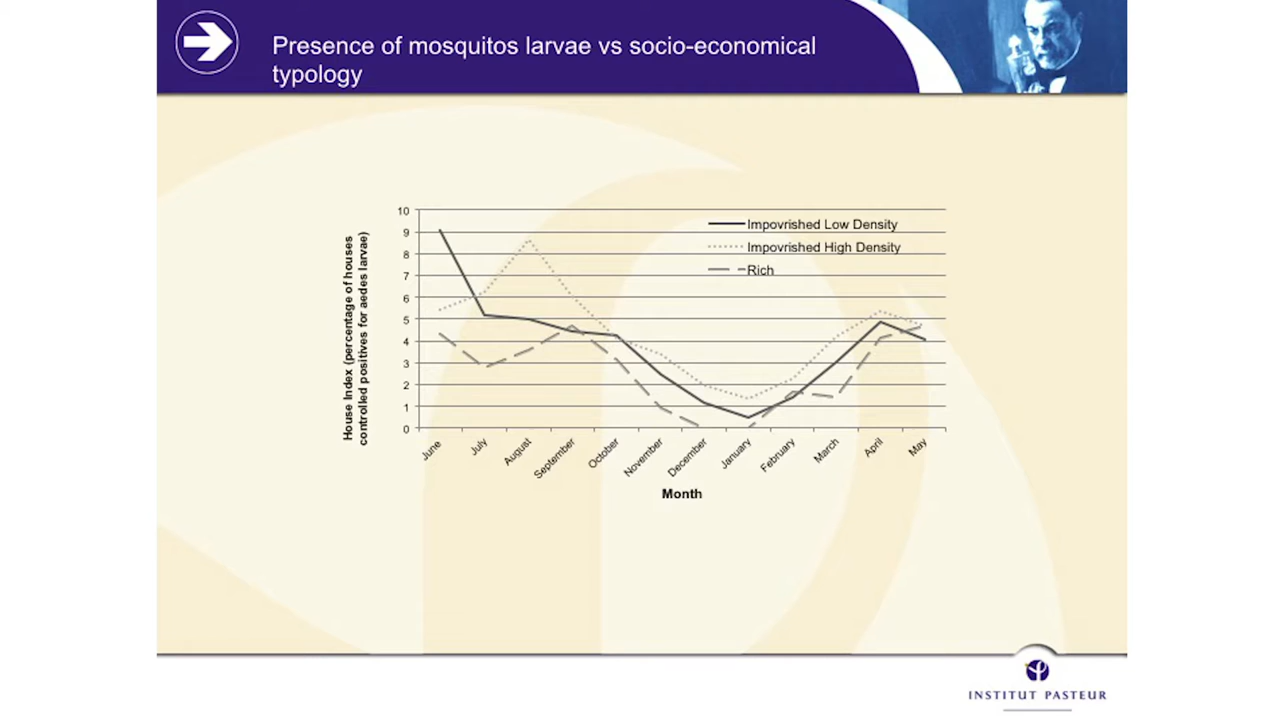 Presence of mosquitos larvae vs socio-economical
typology
House Index (percentage of houses
controlled positives for aedes larvae)
10
9
8
7
6
5
4
3
2
1
0
Impovrished Low Density
Impovrished High Density
Rich
June
July
August
September
October
November
December
January
February
March
April
May
Month
INSTITUT PASTEUR